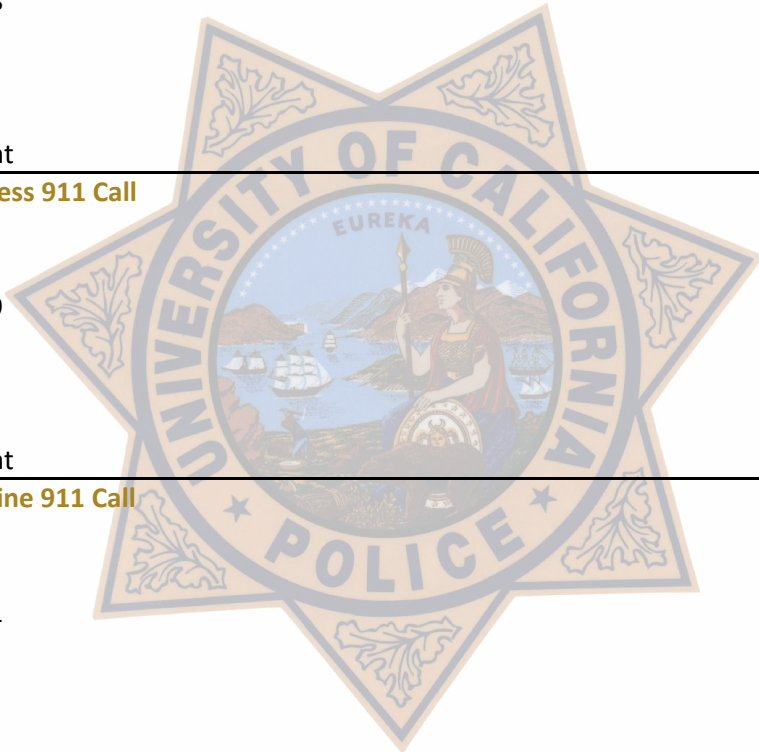 nt
ess 911 Call
UNIVERSITY OF CALIFORNIA
EUREKA
nt
ine 911 Call
POLICE